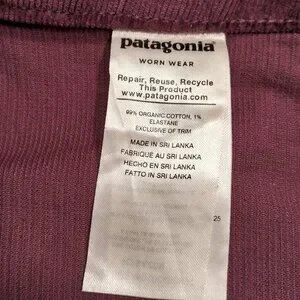 patagonia
WORN WEAR
Repair, Reuse, Recycle
This Product
www.patagonia.com
99% ORGANIC COTTON, 1%
ELASTANE
EXCLUSIVE OF TRIM
MADE IN SRI LANKA
FABRIQUÉ AU SRI LANKA
HECHO EN SRI LANKA
FATTO IN SRI LANKA
25